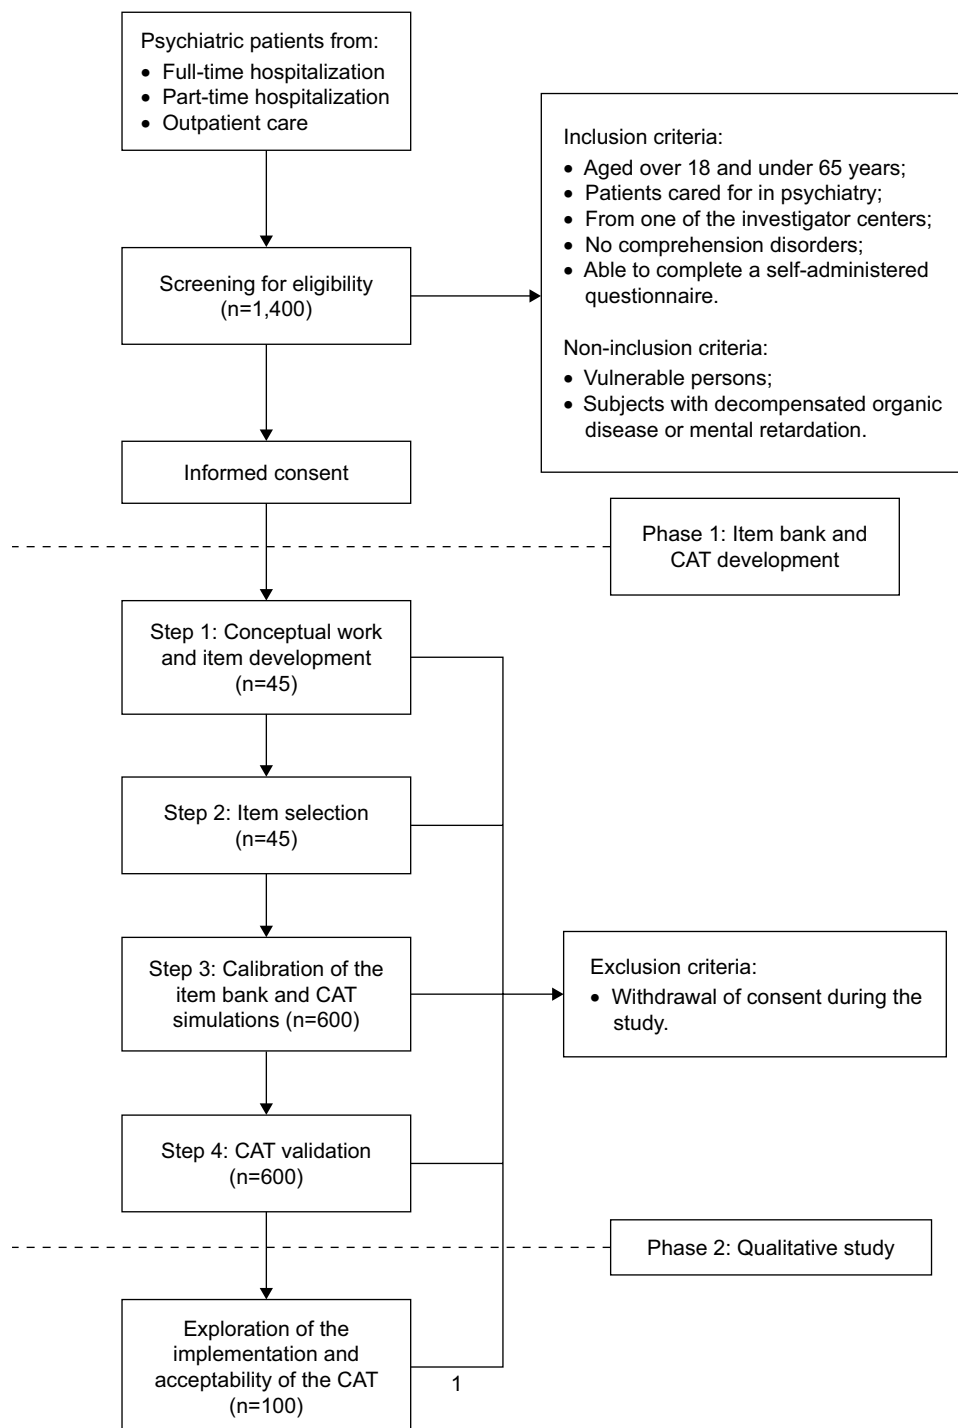 Psychiatric patients from:
• Full-time hospitalization
• Part-time hospitalization
• Outpatient care
Inclusion criteria:
• Aged over 18 and under 65 years;
• Patients cared for in psychiatry;
• From one of the investigator centers;
• No comprehension disorders;
• Able to complete a self-administered
questionnaire.
Non-inclusion criteria:
• Vulnerable persons;
• Subjects with decompensated organic
disease or mental retardation.
Screening for eligibility
(n=1,400)
Informed consent
Phase 1: Item bank and
CAT development
Step 1: Conceptual work
and item development
(n=45)
Step 2: Item selection
(n=45)
Step 3: Calibration of the
item bank and CAT
simulations (n=600)
Exclusion criteria:
• Withdrawal of consent during the
study.
Step 4: CAT validation
(n=600)
Phase 2: Qualitative study
Exploration of the
implementation and
acceptability of the CAT
(n=100)
1